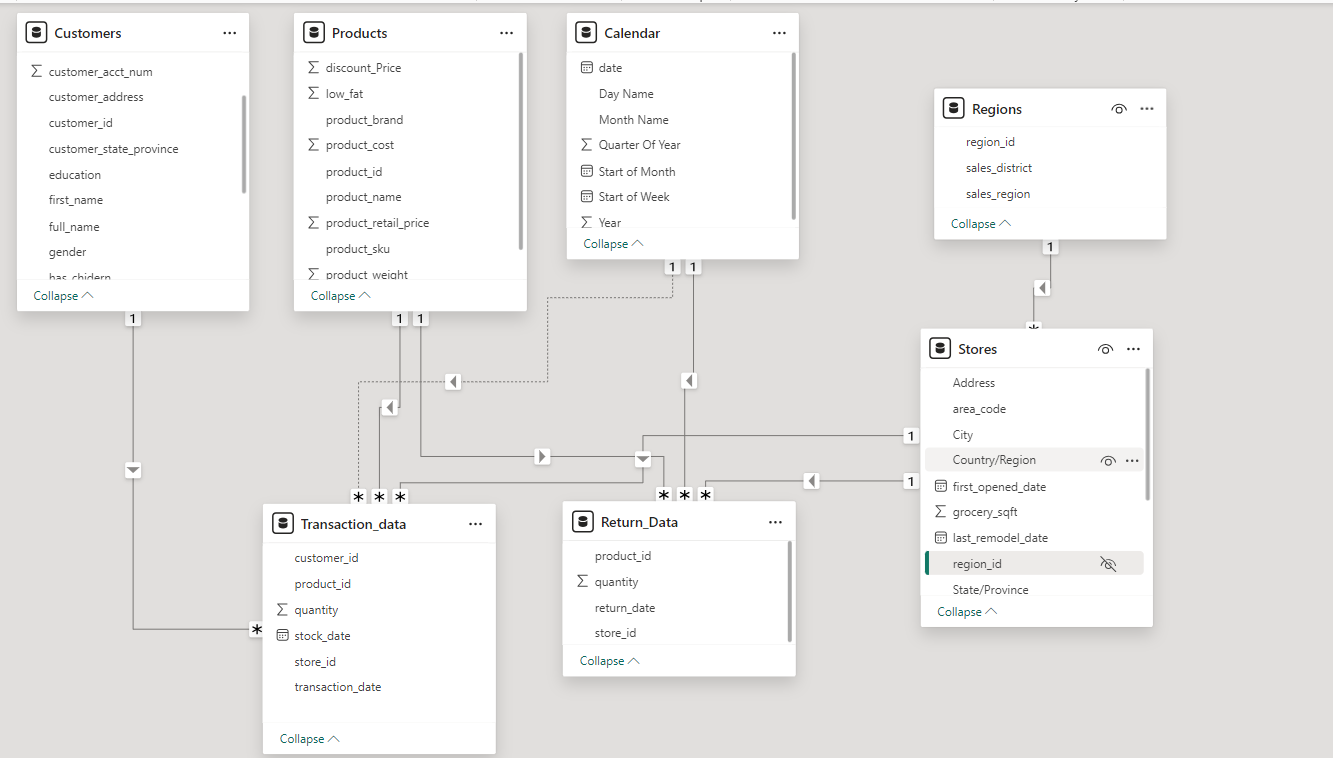 Customers
customer_acct_num
customer_address
customer_id
customer_state_province
education
first_name
full_name
gender
has_chidern
Collapse
1
Products
discount_Price
low_fat
product_brand
product_cost
product_id
product_name
product_retail_price
product_sku
product_weight
Collapse
1
1
Calendar
date
Day Name
Month Name
Quarter Of Year
Start of Month
Start of Week
Year
Collapse
1
1
Regions
region_id
sales_district
sales_region
Collapse
1
*
Stores
Address
area_code
City
Country/Region
first_opened_date
grocery_sqft
last_remodel_date
region_id
State/Province
Collapse
1
1
* * *
Transaction_data
customer_id
product_id
quantity
stock_date
store_id
transaction_date
Collapse
*
* * *
Return_Data
product_id
quantity
return_date
store_id
Collapse